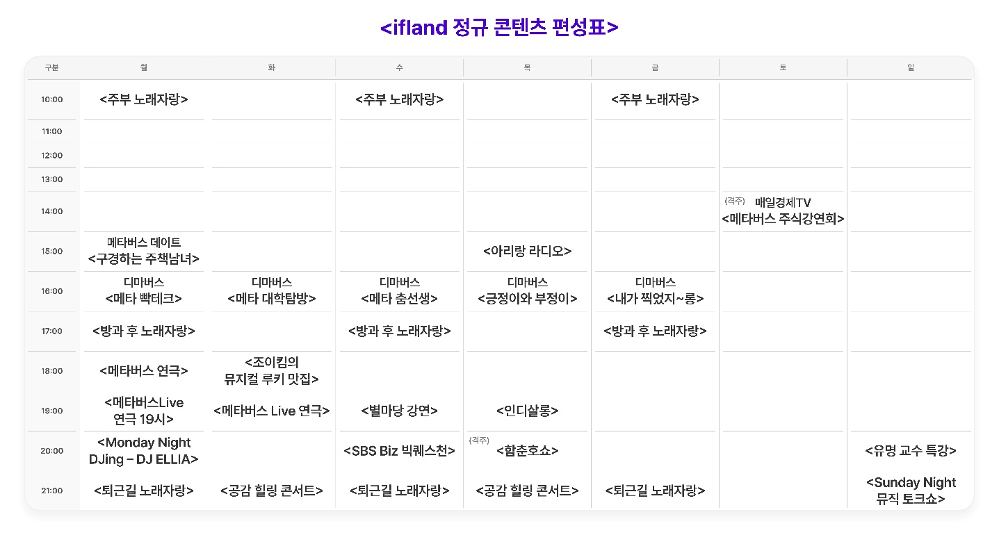 <ifland 정규 콘텐츠 편성표>
구분 월 화 수 목 금 토 일
10:00 <주부 노래자랑> <주부 노래자랑> <주부 노래자랑>
11:00
12:00
13:00
14:00 (격주) 매일경제TV
<메타버스 주식강연회>
15:00 메타버스 데이트
<구경하는 주책남녀> <아리랑 라디오>
16:00 디마버스 디마버스 디마버스 디마버스 디마버스
<메타 빡테크> <메타 대학탐방> <메타 춤선생> <긍정이와 부정이> <내가 찍었지~롱>
17:00 <방과 후 노래자랑> <방과 후 노래자랑> <방과 후 노래자랑>
18:00 <메타버스 연극> <조이킴의
뮤지컬 루키 맛집>
19:00 <메타버스Live
연극 19시> <메타버스 Live 연극> <별마당 강연> <인디살롱>
20:00 <Monday Night
DJing – DJ ELLIA> <SBS Biz 빅퀘스천> (격주) <함춘호쇼> <유명 교수 특강>
21:00 <퇴근길 노래자랑> <공감 힐링 콘서트> <퇴근길 노래자랑> <공감 힐링 콘서트> <퇴근길 노래자랑> <Sunday Night
뮤직 토크쇼>